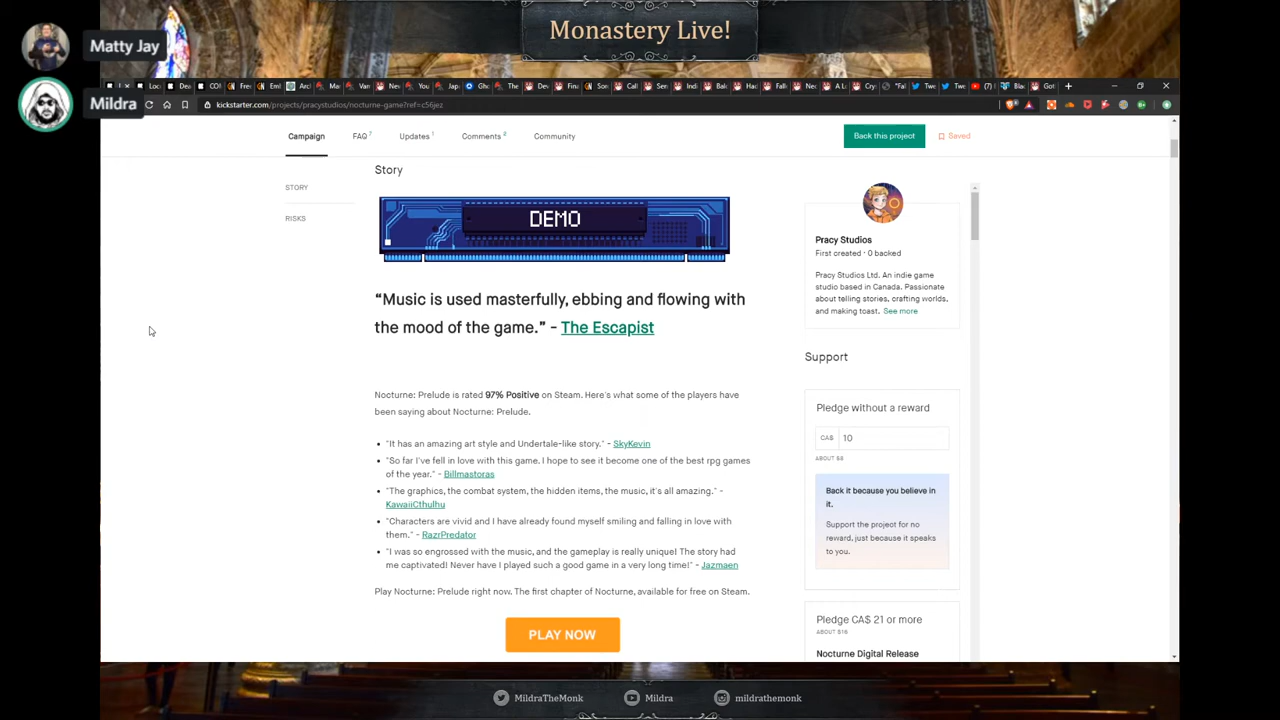 Monastery Live!
Matty Jay
Mildra
kickstarter.com/projects/pracystudios/nocturne-game?ref=c56jez
Campaign
FAQ 7
Updates 1
Comments
Community
Back this project
Saved
STORY
RISKS
Story
DEMO
“Music is used masterfully, ebbing and flowing with
the mood of the game.” - The Escapist
Nocturne: Prelude is rated 97% Positive on Steam. Here's what some of the players have
been saying about Nocturne: Prelude.
• "It has an amazing art style and Undertale-like story." - SkyKevin
• "So far I've fell in love with this game. I hope to see it become one of the best rpg games
of the year." - Billmastoras
• "The graphics, the combat system, the hidden items, the music, it's all amazing." -
KawaiiCthulhu
• "Characters are vivid and I have already found myself smiling and falling in love with
them." - RazrPredator
• "I was so engrossed with the music, and the gameplay is really unique! The story had
me captivated! Never have I played such a good game in a very long time!" - Jazmaen
Play Nocturne: Prelude right now. The first chapter of Nocturne, available for free on Steam.
PLAY NOW
Pracy Studios
First created · 0 backed
Pracy Studios Ltd. An indie game
studio based in Canada. Passionate
about telling stories, crafting worlds,
and making toast. See more
Support
Pledge without a reward
CA$ 10
ABOUT $8
Back it because you believe in
it.
Support the project for no
reward, just because it speaks
to you.
Pledge CA$ 21 or more
ABOUT $16
Nocturne Digital Release
MildraTheMonk
Mildra
mildrathemonk